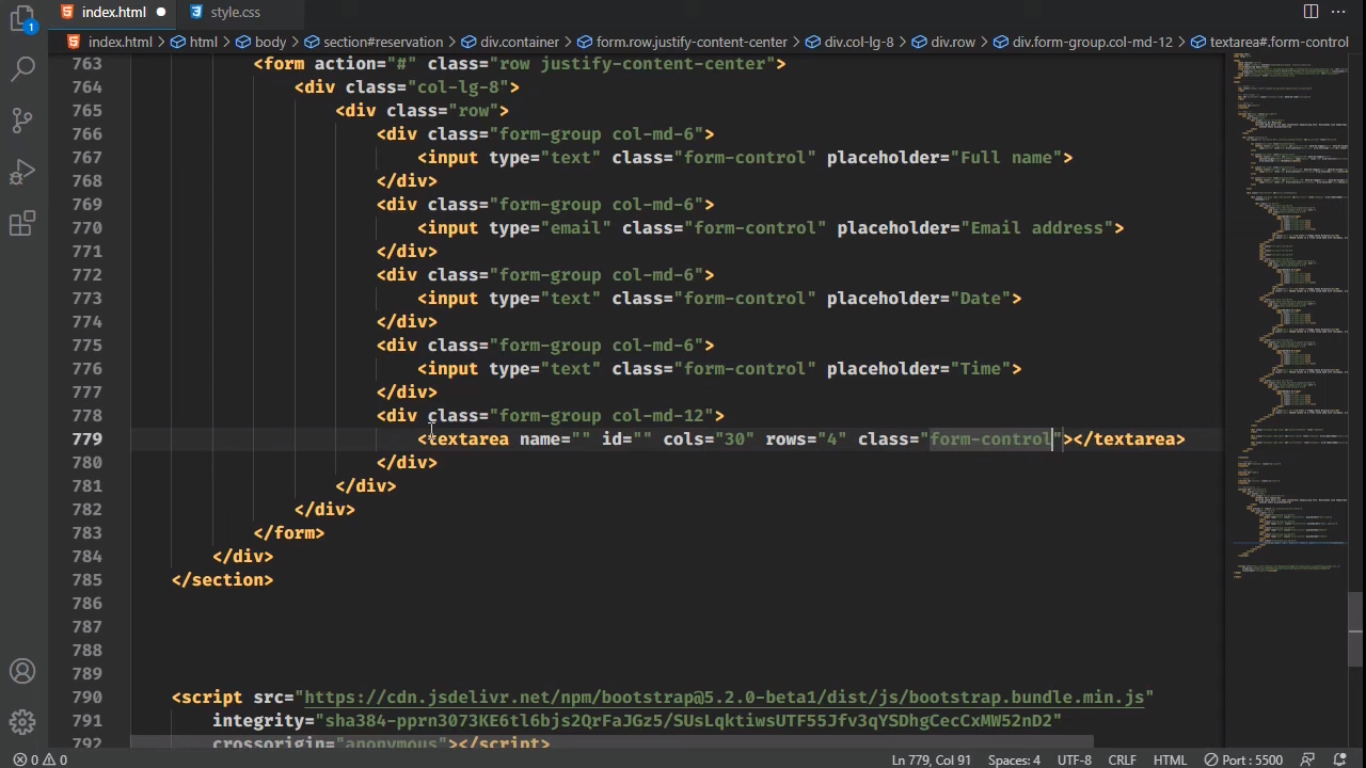 index.html
style.css
index.html > html > body > section#reservation > div.container > form.row.justify-content-center > div.col-lg-8 > div.row > div.form-group.col-md-12 > textarea#.form-control
1
763 <form action="#" class="row justify-content-center">
764 <div class="col-lg-8">
765 <div class="row">
766 <div class="form-group col-md-6">
767 <input type="text" class="form-control" placeholder="Full name">
768 </div>
769 <div class="form-group col-md-6">
770 <input type="email" class="form-control" placeholder="Email address">
771 </div>
772 <div class="form-group col-md-6">
773 <input type="text" class="form-control" placeholder="Date">
774 </div>
775 <div class="form-group col-md-6">
776 <input type="text" class="form-control" placeholder="Time">
777 </div>
778 <div class="form-group col-md-12">
779 <textarea name="" id="" cols="30" rows="4" class="form-control"></textarea>
780 </div>
781 </div>
782 </div>
783 </form>
784 </div>
785 </section>
786
787
788
789
790 <script src="https://cdn.jsdelivr.net/npm/bootstrap@5.2.0-beta1/dist/js/bootstrap.bundle.min.js"
791 integrity="sha384-pprn3073KE6tl6bjs2QrFaJGz5/SUsLqktiwsUTF55Jfv3qYSDhgCecCxMW52nD2"
792 crossorigin="anonymous"></script>
0 0 Ln 779, Col 91 Spaces: 4 UTF-8 CRLF HTML Port : 5500